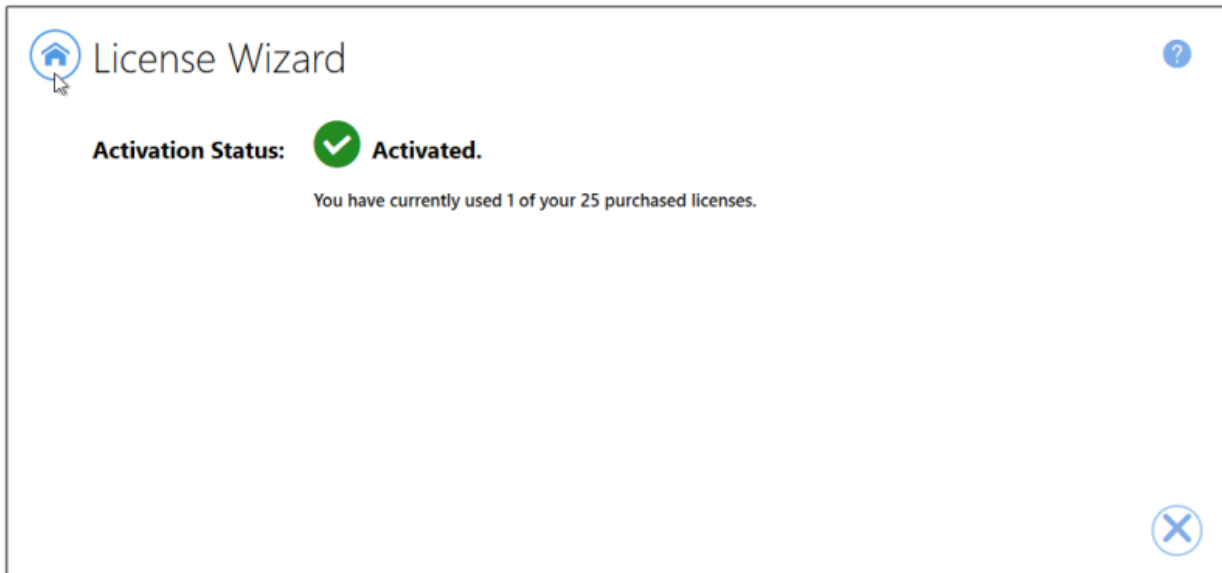 License Wizard
?
Activation Status: Activated.
You have currently used 1 of your 25 purchased licenses.